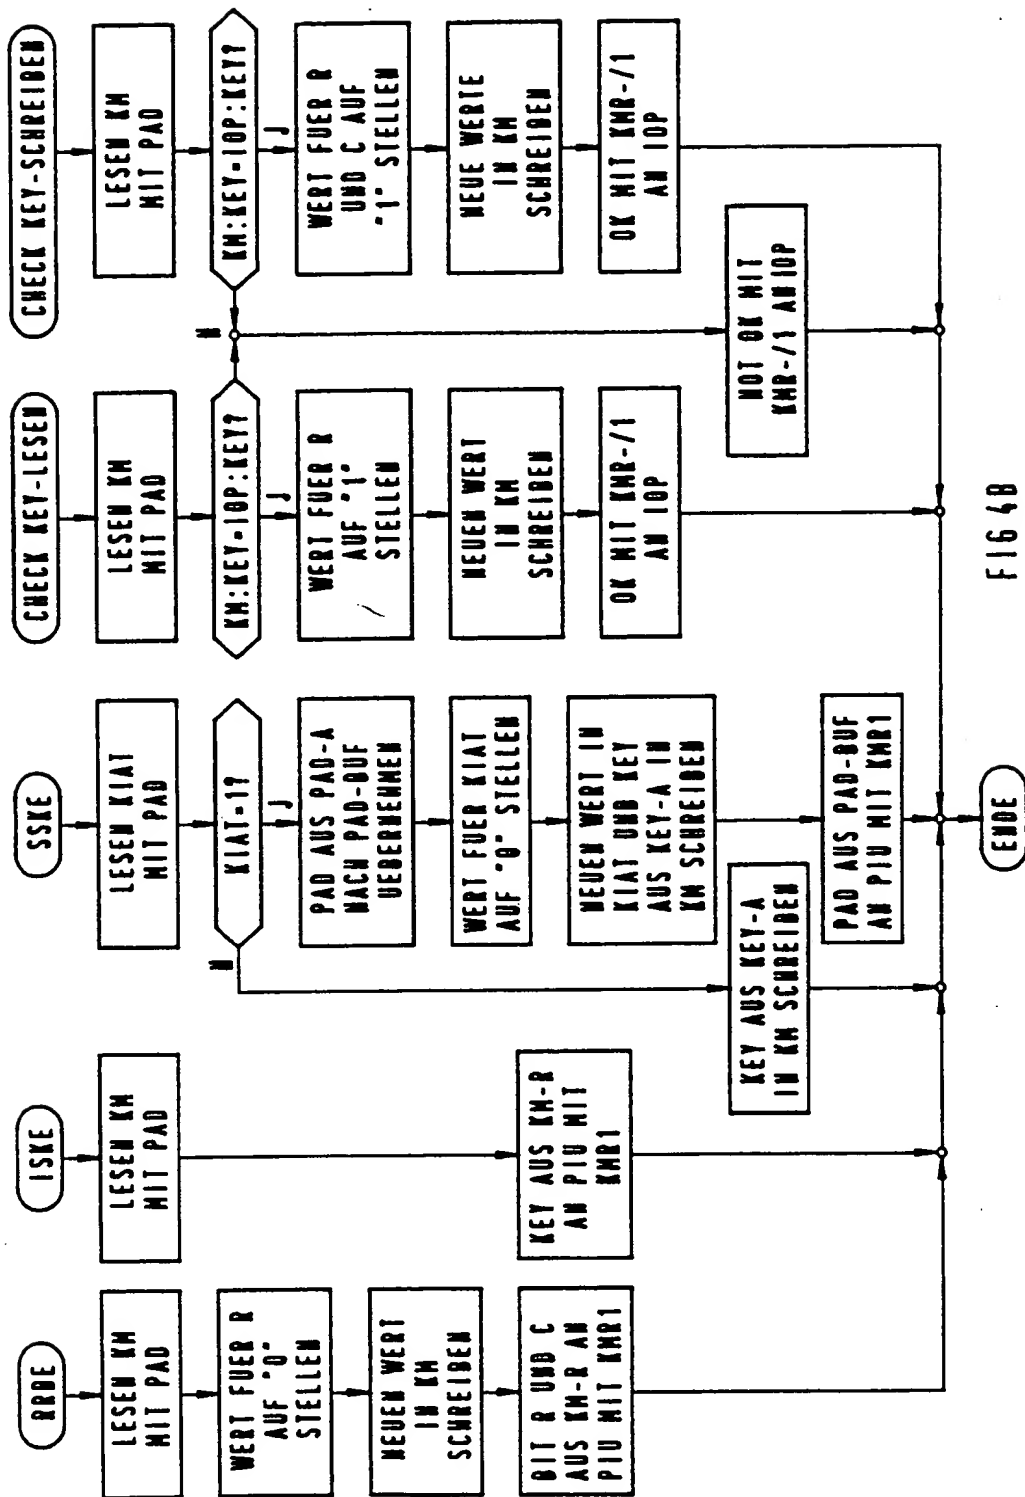 RRBE
LESEN KM
MIT PAD
WERT FUER R
AUF "0"
STELLEN
NEUEN WERT
IN KM
SCHREIBEN
BIT R UND C
AUS KM-R AN
PIU MIT KMR1
ISKE
LESEN KM
MIT PAD
KEY AUS KM-R
AN PIU MIT
KMR1
SSKE
LESEN KIAT
MIT PAD
KIAT=1?
N
J
PAD AUS PAD-A
NACH PAD-BUF
UEBERNEHMEN
WERT FUER KIAT
AUF "0" STELLEN
NEUEN WERT IN
KIAT UND KEY
AUS KEY-A IN
KM SCHREIBEN
KEY AUS KEY-A
IN KM SCHREIBEN
PAD AUS PAD-BUF
AN PIU MIT KMR1
CHECK KEY-LESEN
LESEN KM
MIT PAD
KM:KEY=IOP:KEY?
J
WERT FUER R
AUF "1"
STELLEN
NEUEN WERT
IN KM
SCHREIBEN
OK MIT KMR-/1
AN IOP
N
NOT OK MIT
KMR-/1 AN IOP
CHECK KEY-SCHREIBEN
LESEN KM
MIT PAD
KM:KEY=IOP:KEY?
J
WERT FUER R
UND C AUF
"1" STELLEN
NEUE WERTE
IN KM
SCHREIBEN
OK MIT KMR-/1
AN IOP
ENDE
FIG 4B